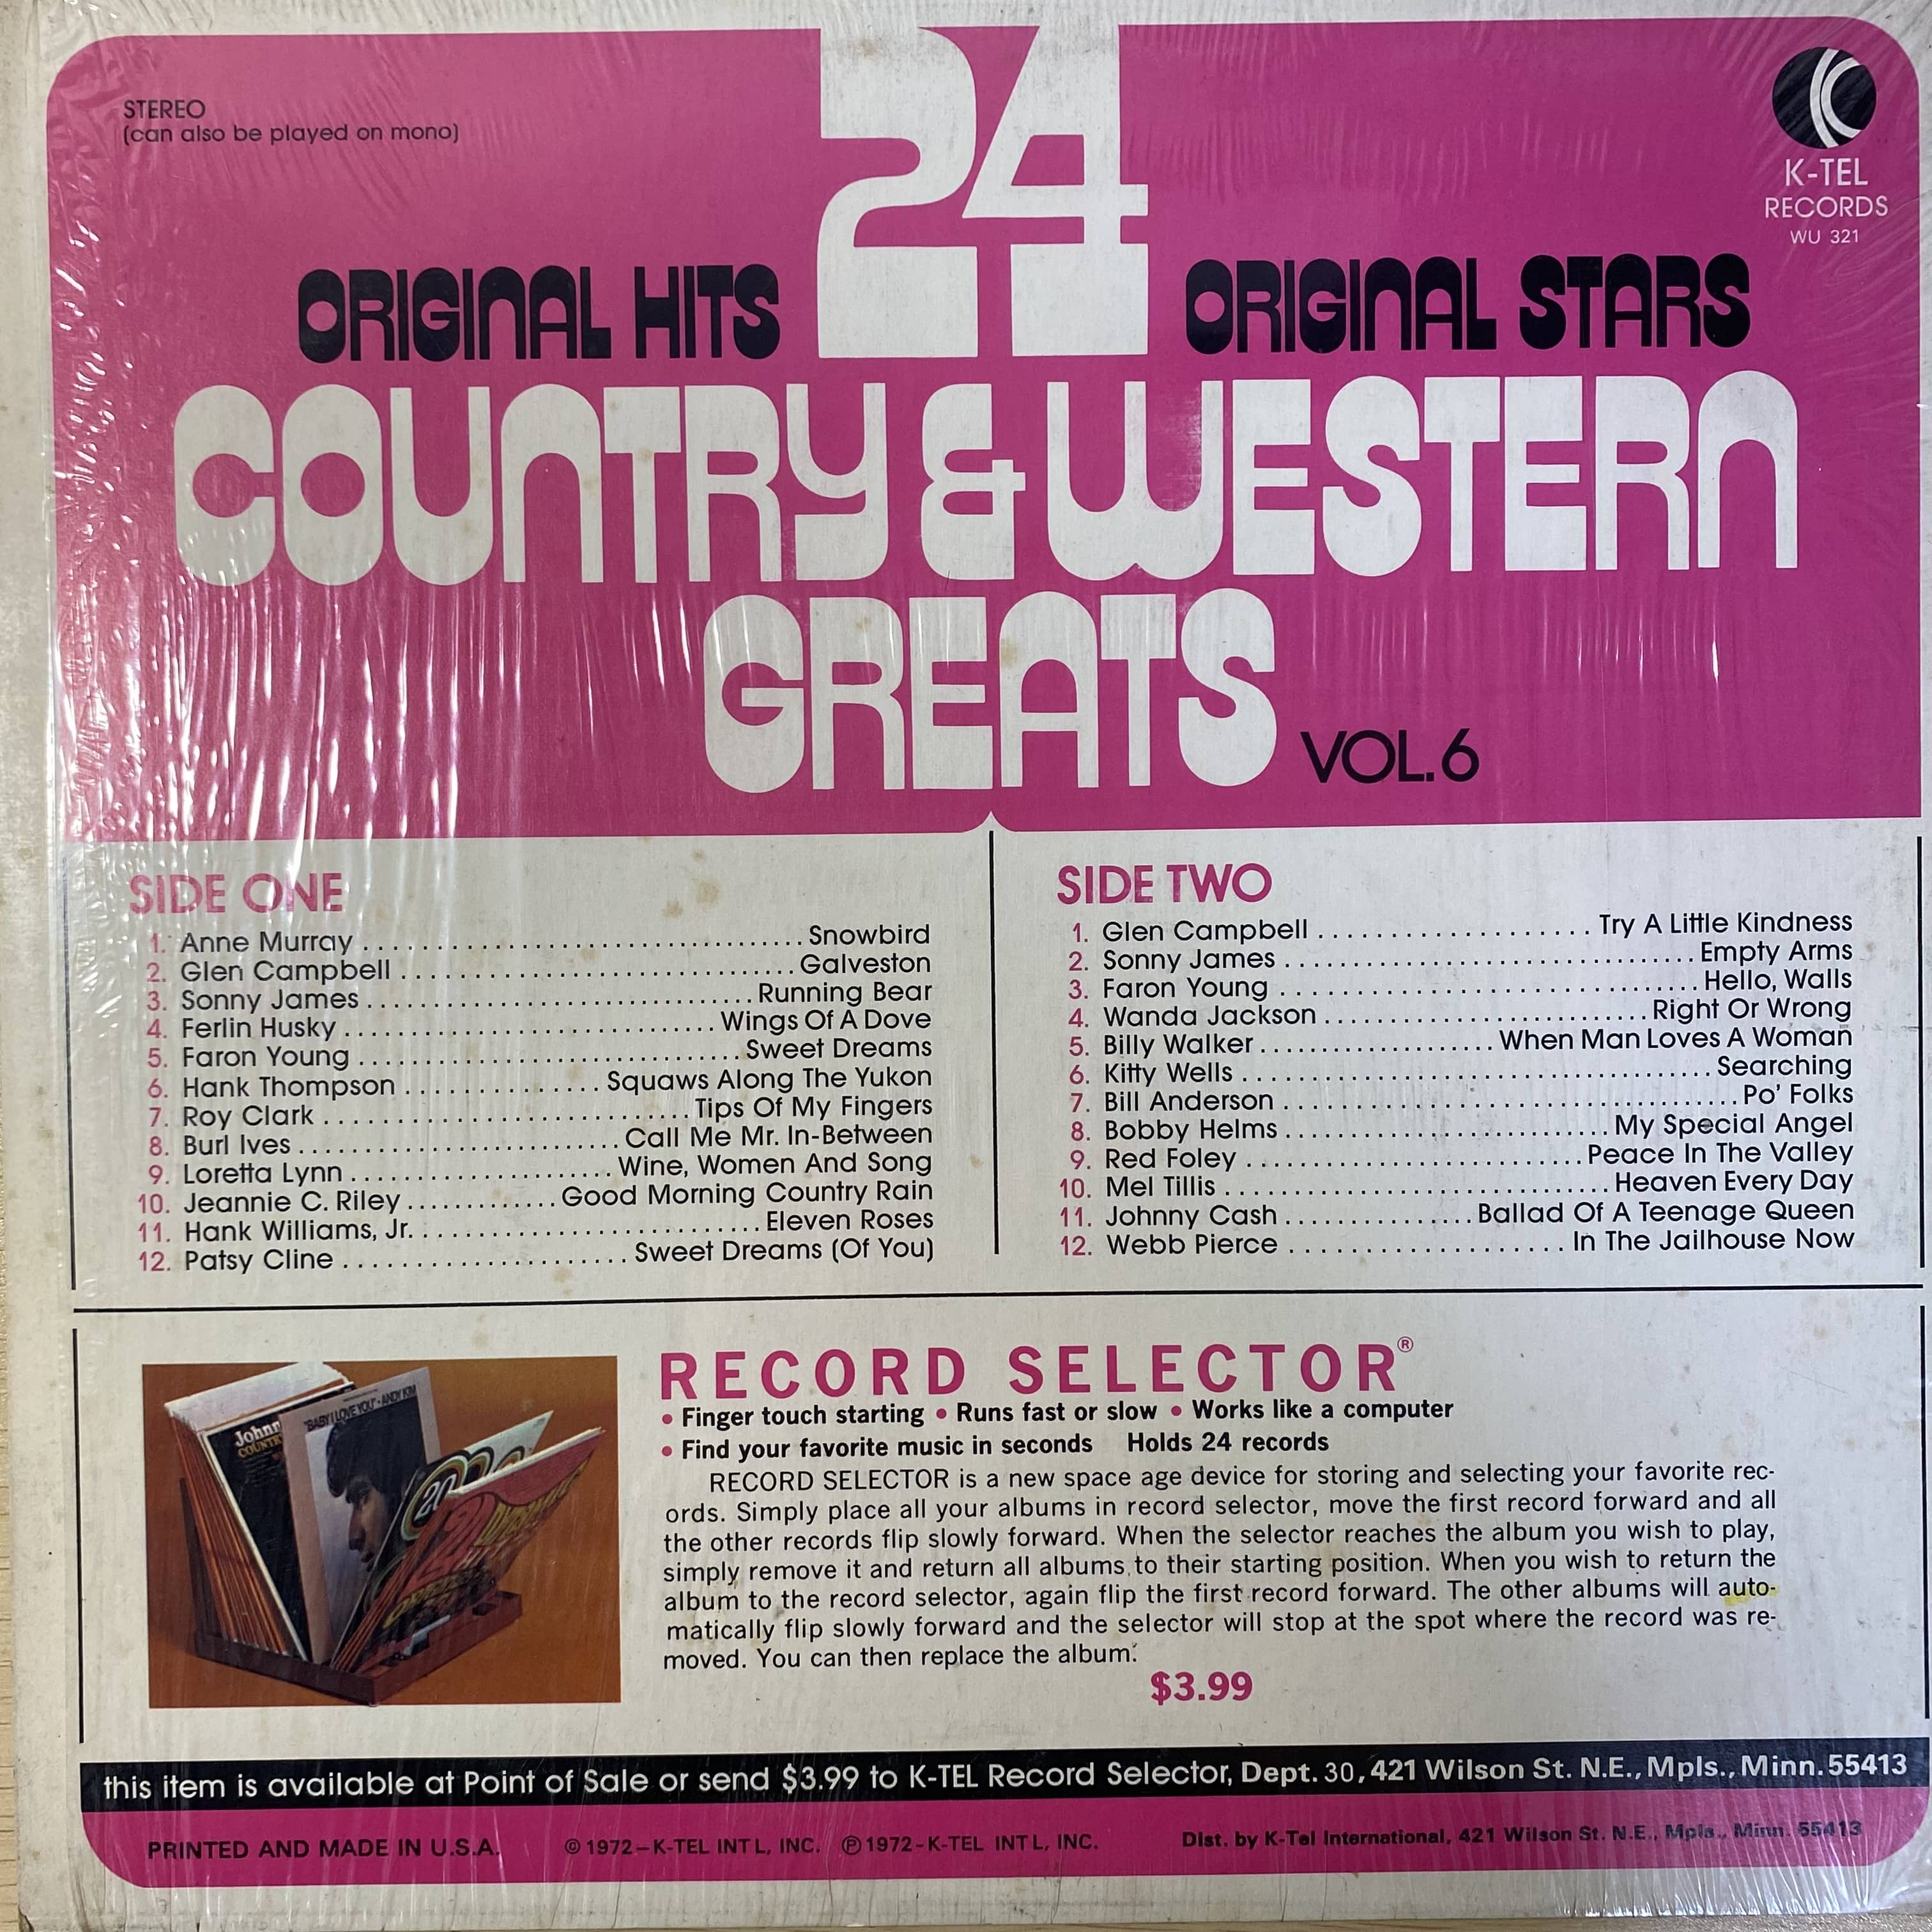 STEREO
(can also be played on mono)
K-TEL
RECORDS
WU 321
24
ORIGINAL HITS
ORIGINAL STARS
COUNTRY & WESTERN
GREATS
VOL.6
SIDE ONE
1. Anne Murray ................................. Snowbird
2. Glen Campbell ............................. Galveston
3. Sonny James ............................. Running Bear
4. Ferlin Husky ............................ Wings Of A Dove
5. Faron Young ............................. Sweet Dreams
6. Hank Thompson ............... Squaws Along The Yukon
7. Roy Clark ............................ Tips Of My Fingers
8. Burl Ives ........................ Call Me Mr. In-Between
9. Loretta Lynn .................... Wine, Women And Song
10. Jeannie C. Riley ............ Good Morning Country Rain
11. Hank Williams, Jr. .......................... Eleven Roses
12. Patsy Cline ..................... Sweet Dreams (Of You)
SIDE TWO
1. Glen Campbell .................... Try A Little Kindness
2. Sonny James .............................. Empty Arms
3. Faron Young .............................. Hello, Walls
4. Wanda Jackson ........................ Right Or Wrong
5. Billy Walker .................. When Man Loves A Woman
6. Kitty Wells .................................. Searching
7. Bill Anderson ................................. Po' Folks
8. Bobby Helms ........................ My Special Angel
9. Red Foley ......................... Peace In The Valley
10. Mel Tillis ............................ Heaven Every Day
11. Johnny Cash .............. Ballad Of A Teenage Queen
12. Webb Pierce .................... In The Jailhouse Now
Johnn
COUNTR
"BABY I LOVE YOU" - ANDY KIM
20
RECORD SELECTOR®
• Finger touch starting • Runs fast or slow • Works like a computer
• Find your favorite music in seconds Holds 24 records
RECORD SELECTOR is a new space age device for storing and selecting your favorite rec-
ords. Simply place all your albums in record selector, move the first record forward and all
the other records flip slowly forward. When the selector reaches the album you wish to play,
simply remove it and return all albums to their starting position. When you wish to return the
album to the record selector, again flip the first record forward. The other albums will auto-
matically flip slowly forward and the selector will stop at the spot where the record was re-
moved. You can then replace the album.
$3.99
this item is available at Point of Sale or send $3.99 to K-TEL Record Selector, Dept. 30, 421 Wilson St. N.E., Mpls., Minn. 55413
PRINTED AND MADE IN U.S.A. © 1972-K-TEL INT'L, INC. ℗ 1972-K-TEL INT'L, INC. Dist. by K-Tel International, 421 Wilson St. N.E., Mpls., Minn. 55413